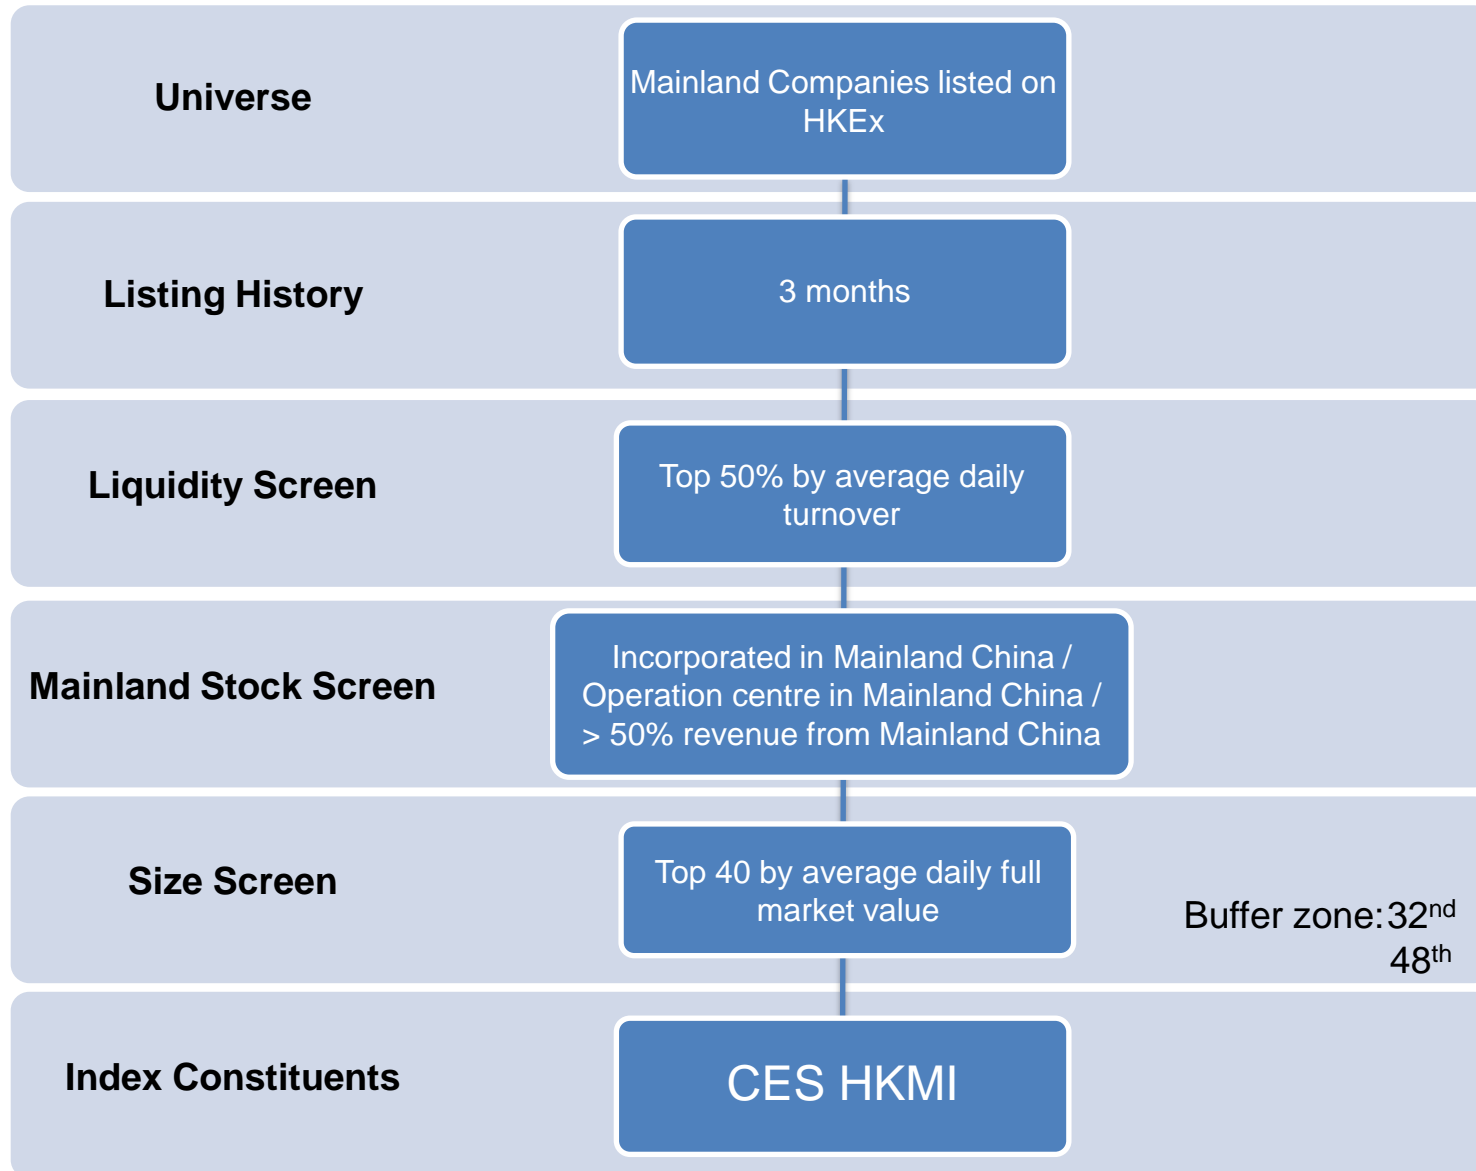 Universe
Mainland Companies listed on
HKEx
Listing History
3 months
Liquidity Screen
Top 50% by average daily
turnover
Mainland Stock Screen
Incorporated in Mainland China /
Operation centre in Mainland China /
> 50% revenue from Mainland China
Size Screen
Top 40 by average daily full
market value
Buffer zone: 32nd
48th
Index Constituents
CES HKMI